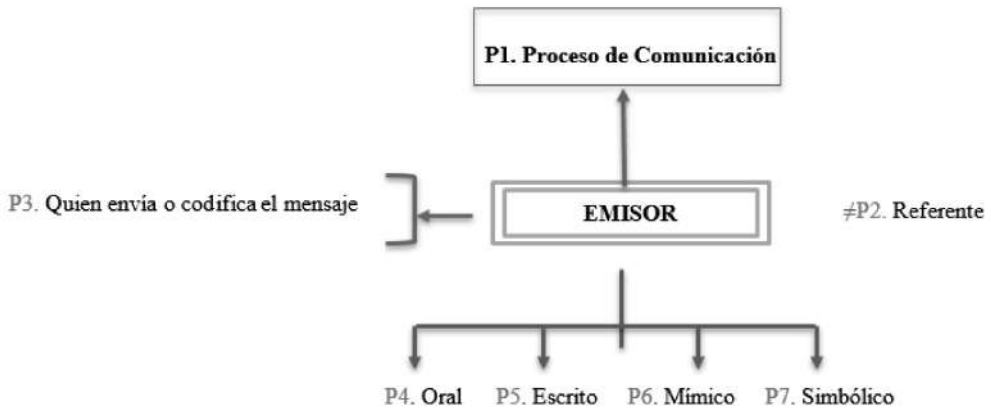 P1. Proceso de Comunicación
P3. Quien envía o codifica el mensaje
EMISOR
≠P2. Referente
P4. Oral
P5. Escrito
P6. Mímico
P7. Simbólico